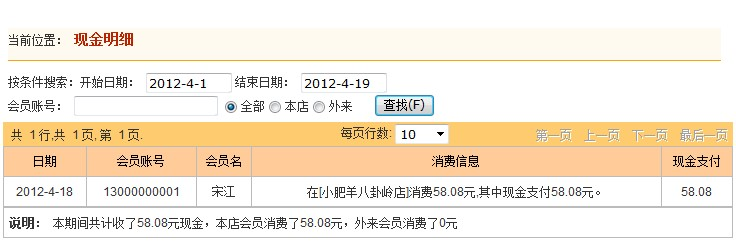 当前位置： 现金明细
按条件搜索：开始日期： 2012-4-1 结束日期： 2012-4-19
会员账号： 全部 本店 外来 查找(F)
共 1行,共 1页, 第 1页. 每页行数: 10 第一页 上一页 下一页 最后一页
日期 会员账号 会员名 消费信息 现金支付
2012-4-18 13000000001 宋江 在[小肥羊八卦岭店]消费58.08元,其中现金支付58.08元。 58.08
说明： 本期间共计收了58.08元现金，本店会员消费了58.08元，外来会员消费了0元